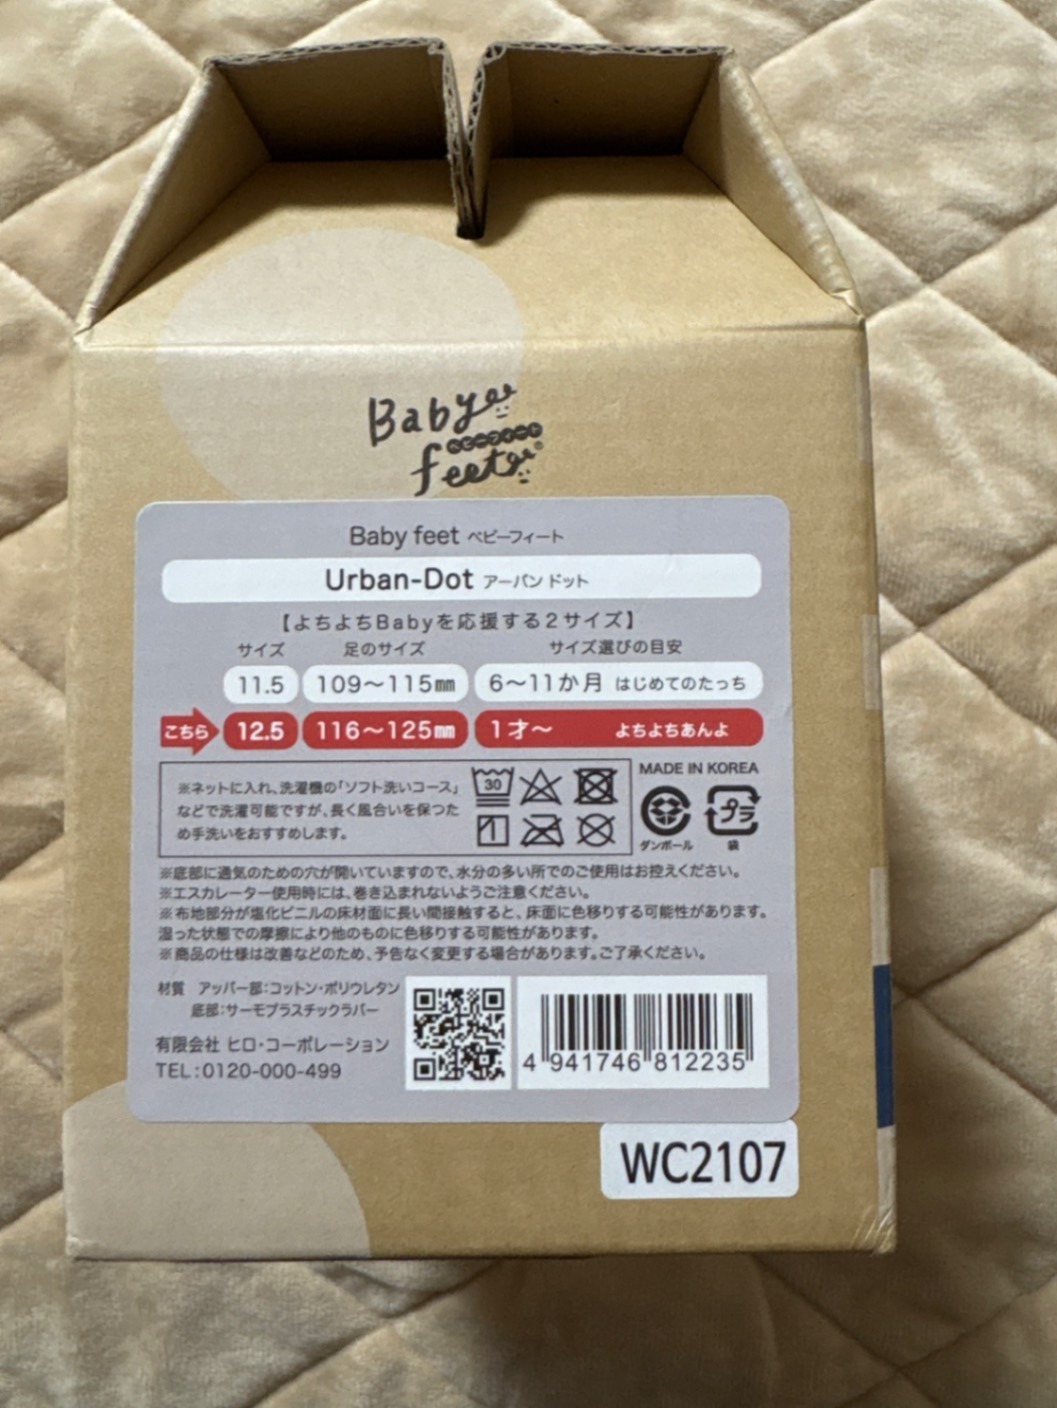 Baby
ベビーフィート
feet®
Baby feet ベビーフィート
Urban-Dot アーバンドット
【よちよちBabyを応援する2サイズ】
サイズ 足のサイズ サイズ選びの目安
11.5 109〜115㎜ 6〜11か月 はじめてのたっち
こちら 12.5 116〜125㎜ 1才〜 よちよちあんよ
※ネットに入れ、洗濯機の「ソフト洗いコース」
などで洗濯可能ですが、長く風合いを保つた
め手洗いをおすすめします。
30
MADE IN KOREA
プラ
ダンボール 袋
※底部に通気のための穴が開いていますので、水分の多い所でのご使用はお控えください。
※エスカレーター使用時には、巻き込まれないようご注意ください。
※布地部分が塩化ビニルの床材面に長い間接触すると、床面に色移りする可能性があります。
湿った状態での摩擦により他のものに色移りする可能性があります。
※商品の仕様は改善などのため、予告なく変更する場合があります。ご了承ください。
材質 アッパー部:コットン・ポリウレタン
底部:サーモプラスチックラバー
有限会社 ヒロ・コーポレーション
TEL:0120-000-499
4 941746 812235
WC2107